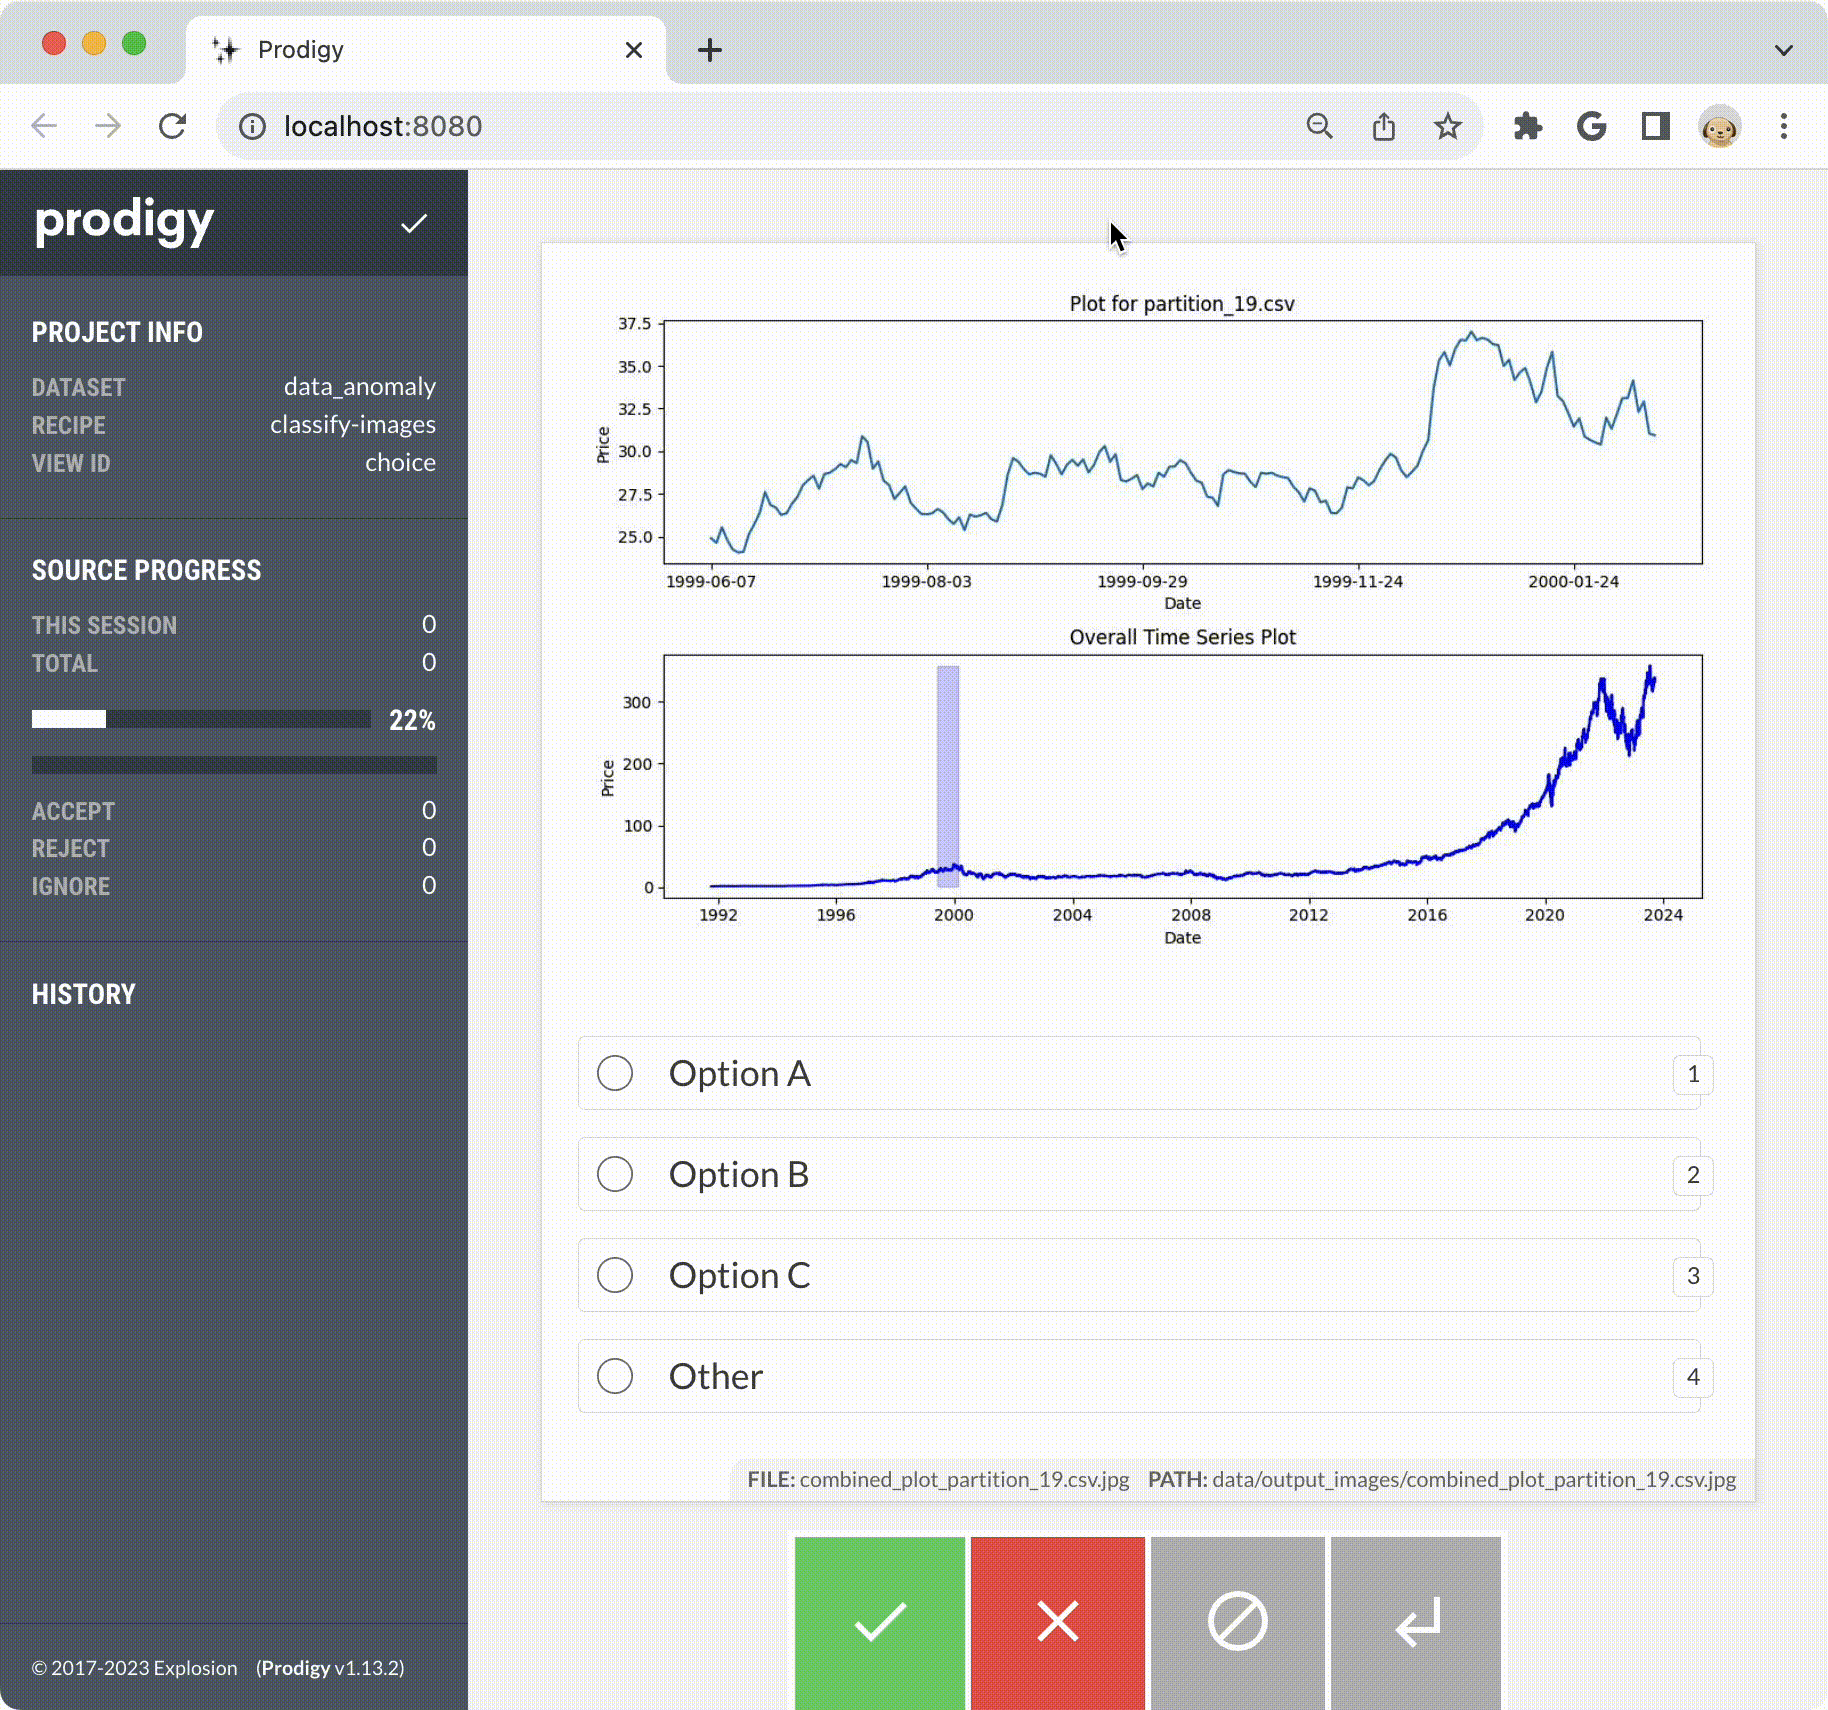 Prodigy
localhost:8080
prodigy
PROJECT INFO
DATASET data_anomaly
RECIPE classify-images
VIEW ID choice
SOURCE PROGRESS
THIS SESSION 0
TOTAL 0
22%
ACCEPT 0
REJECT 0
IGNORE 0
HISTORY
© 2017-2023 Explosion (Prodigy v1.13.2)
Plot for partition_19.csv
37.5
35.0
32.5
30.0
27.5
25.0
Price
1999-06-07 1999-08-03 1999-09-29 1999-11-24 2000-01-24
Date
Overall Time Series Plot
300
200
100
0
Price
1992 1996 2000 2004 2008 2012 2016 2020 2024
Date
Option A 1
Option B 2
Option C 3
Other 4
FILE: combined_plot_partition_19.csv.jpg PATH: data/output_images/combined_plot_partition_19.csv.jpg